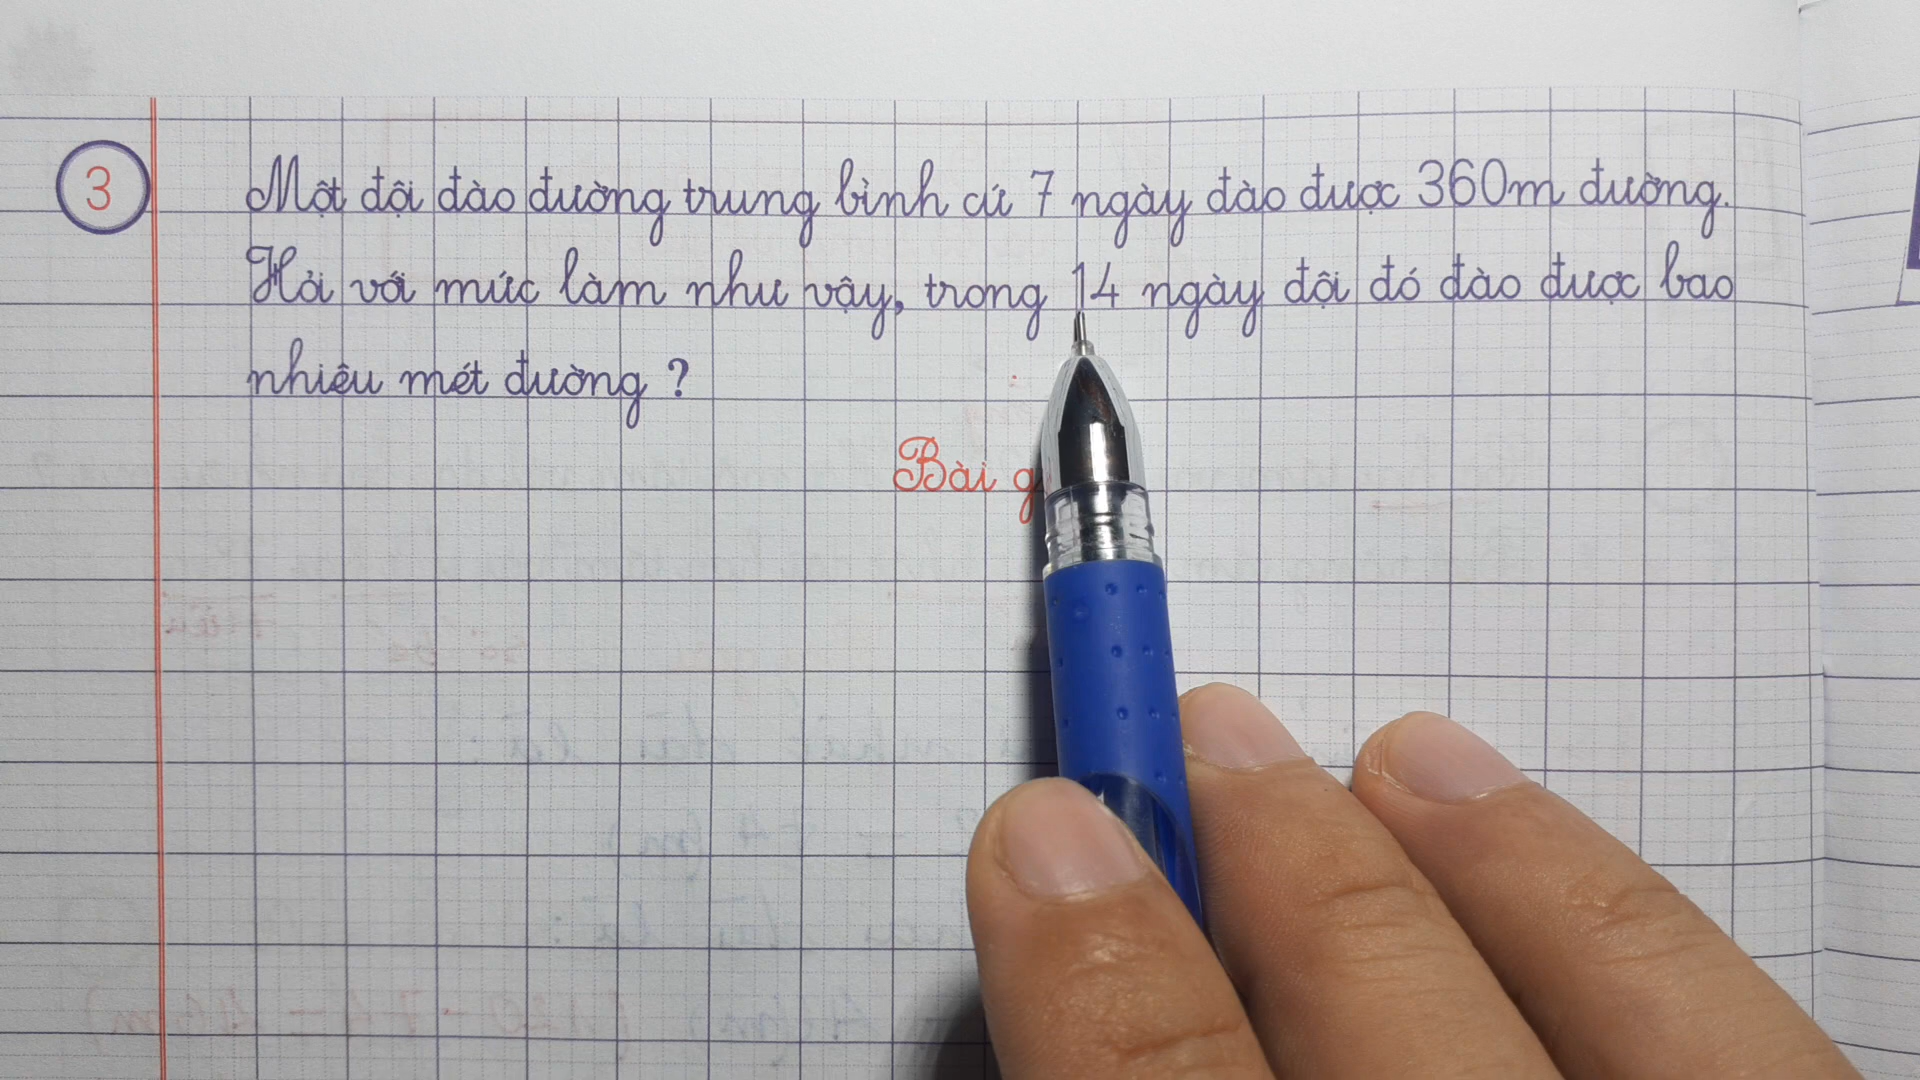 3 Một đội đào đường trung bình cứ 7 ngày đào được 360m đường.
Hỏi với mức làm như vậy, trong 14 ngày đội đó đào được bao
nhiêu mét đường ?
Bài